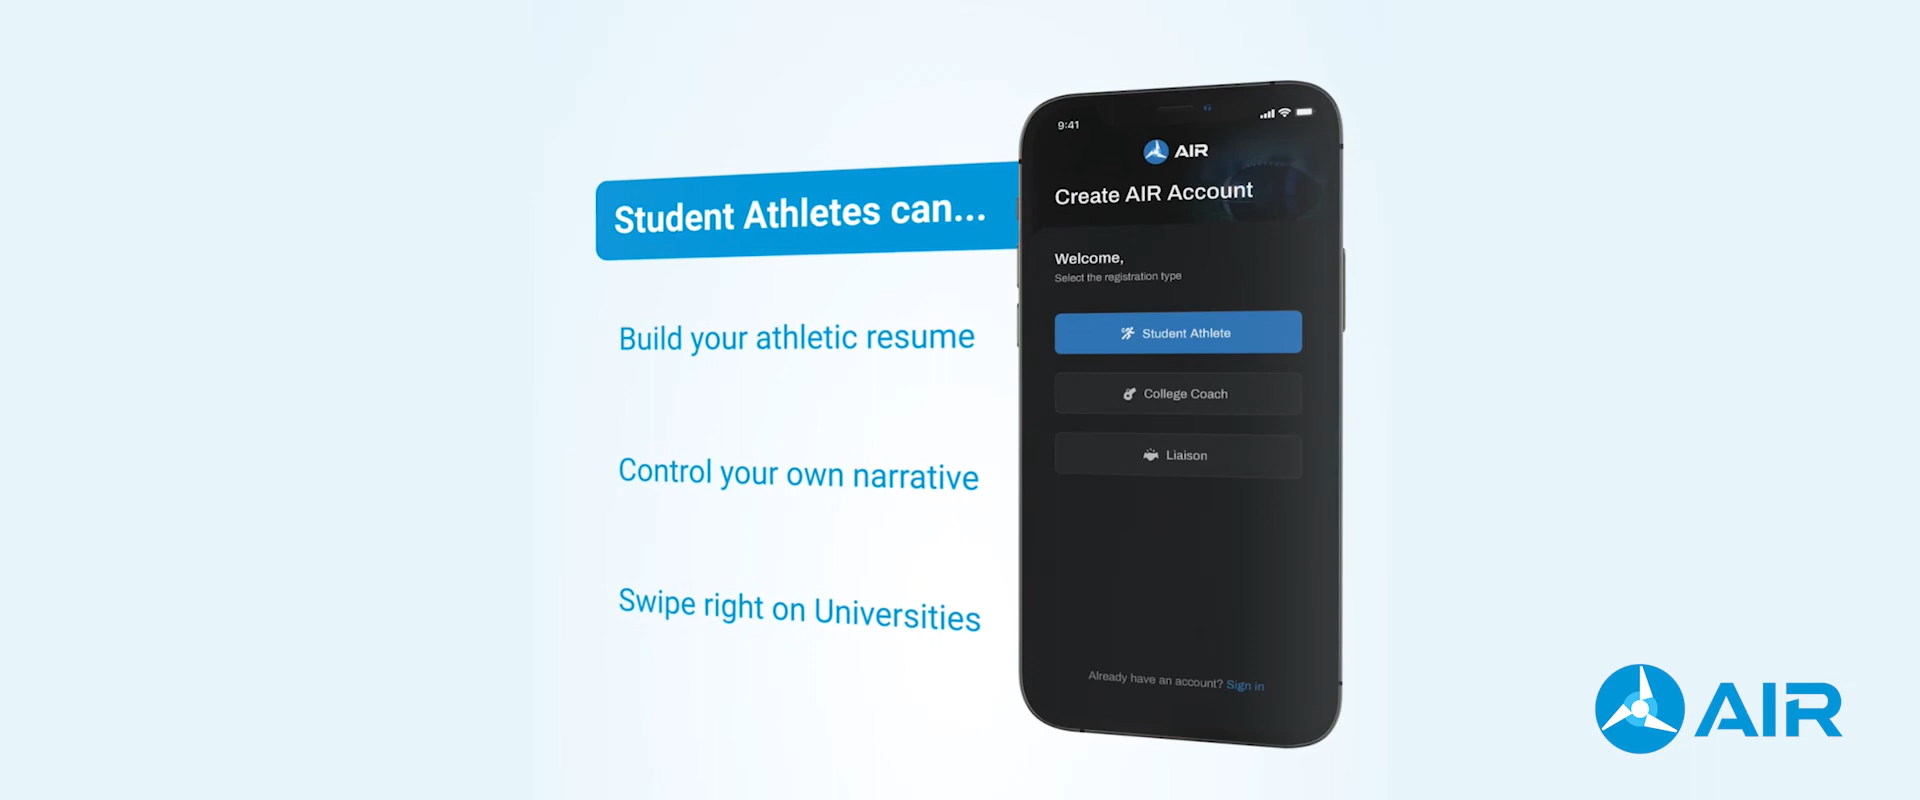 Student Athletes can...
Build your athletic resume
Control your own narrative
Swipe right on Universities
9:41
AIR
Create AIR Account
Welcome,
Select the registration type
Student Athlete
College Coach
Liaison
Already have an account? Sign in
AIR